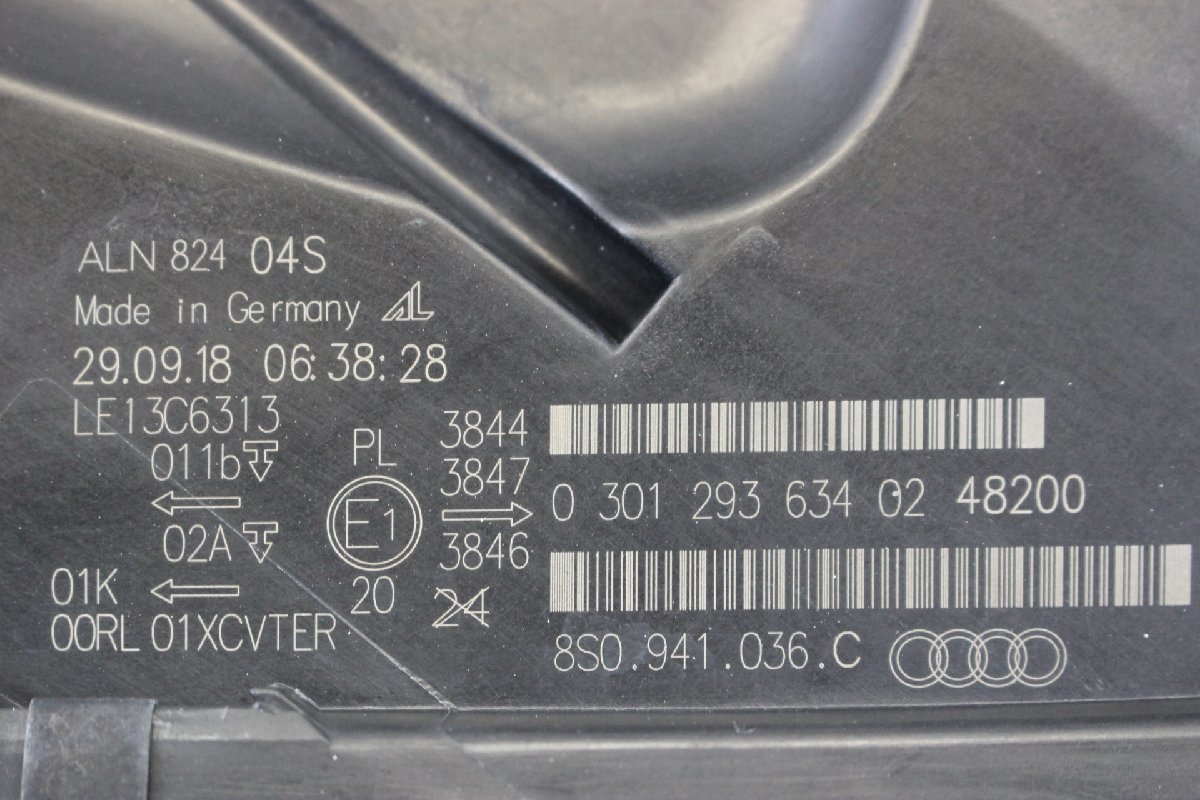 ALN 824 04S
Made in Germany AL
29.09.18 06:38:28
LE13C6313
011b
02A
01K
00RL 01XCVTER
PL
E1
20
3844
3847
3846
24
0 301 293 634 02 48200
8S0.941.036.C